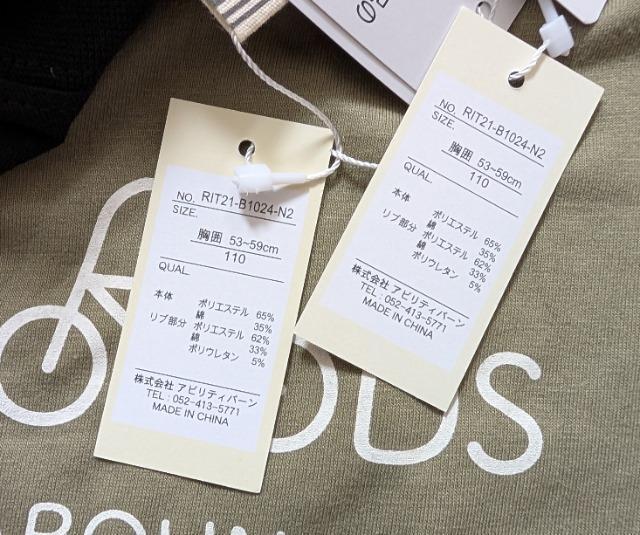 NO. RIT21-B1024-N2
SIZE.
胸囲 53~59cm
110
QUAL.
本体 ポリエステル 65%
綿 35%
リブ部分 ポリエステル 62%
綿 33%
ポリウレタン 5%
株式会社 アビリティバーン
TEL : 052-413-5771
MADE IN CHINA
NO. RIT21-B1024-N2
SIZE.
胸囲 53~59cm
110
QUAL.
本体 ポリエステル 65%
綿 35%
リブ部分 ポリエステル 62%
綿 33%
ポリウレタン 5%
株式会社 アビリティバーン
TEL : 052-413-5771
MADE IN CHINA